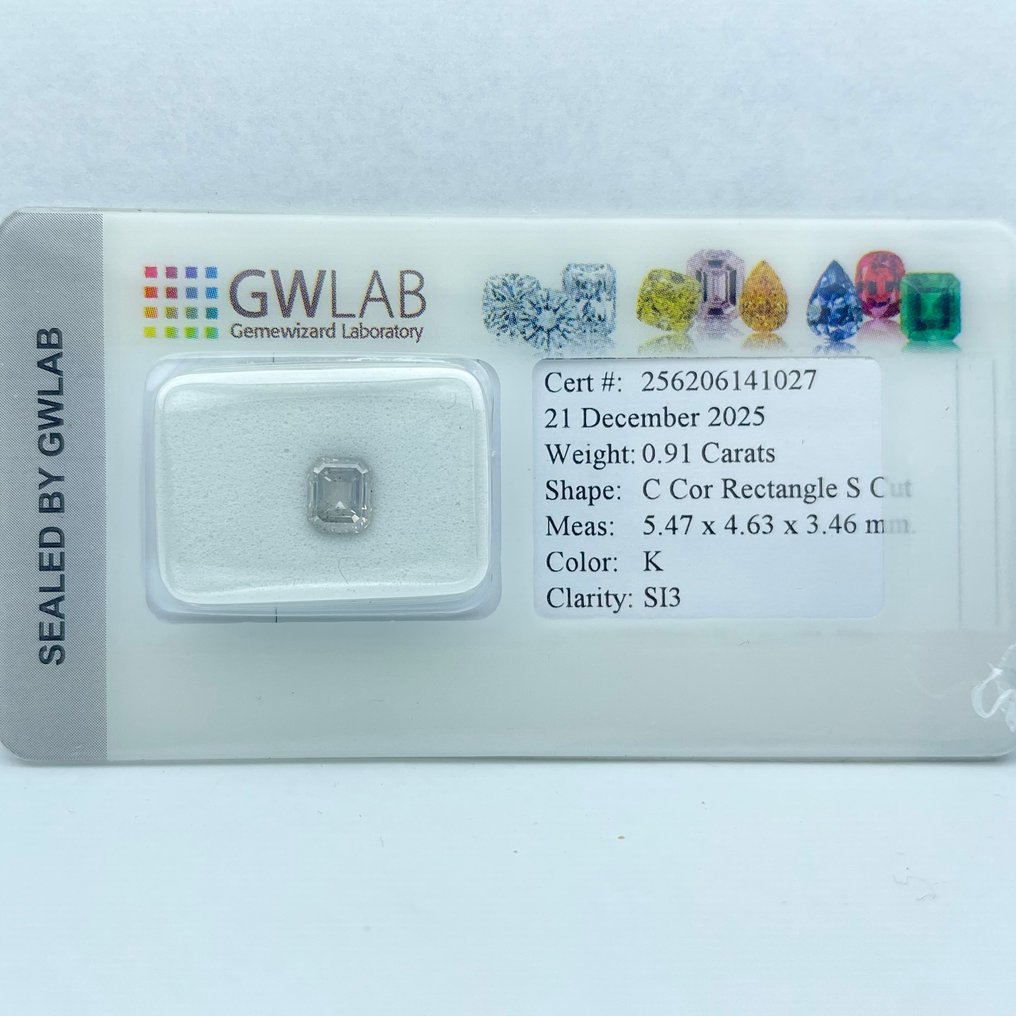 SEALED BY GWLAB
GWLAB
Gemewizard Laboratory
Cert #: 256206141027
21 December 2025
Weight: 0.91 Carats
Shape: C Cor Rectangle S Cut
Meas: 5.47 x 4.63 x 3.46 mm.
Color: K
Clarity: SI3